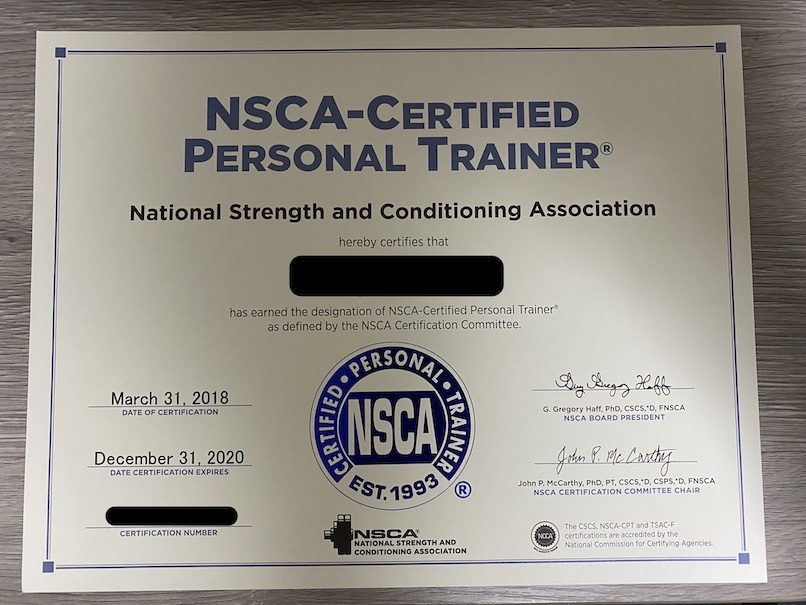 NSCA-Certified
Personal Trainer®
National Strength and Conditioning Association
hereby certifies that
has earned the designation of NSCA-Certified Personal Trainer®
as defined by the NSCA Certification Committee.
March 31, 2018
DATE OF CERTIFICATION
December 31, 2020
DATE CERTIFICATION EXPIRES
CERTIFICATION NUMBER
CERTIFIED • PERSONAL • TRAINER
NSCA
EST. 1993
®
NSCA®
NATIONAL STRENGTH AND
CONDITIONING ASSOCIATION
G. Gregory Haff
G. Gregory Haff, PhD, CSCS,*D, FNSCA
NSCA BOARD PRESIDENT
John P. McCarthy
John P. McCarthy, PhD, PT, CSCS,*D, CSPS,*D, FNSCA
NSCA CERTIFICATION COMMITTEE CHAIR
NCCA
The CSCS, NSCA-CPT and TSAC-F
certifications are accredited by the
National Commission for Certifying Agencies.